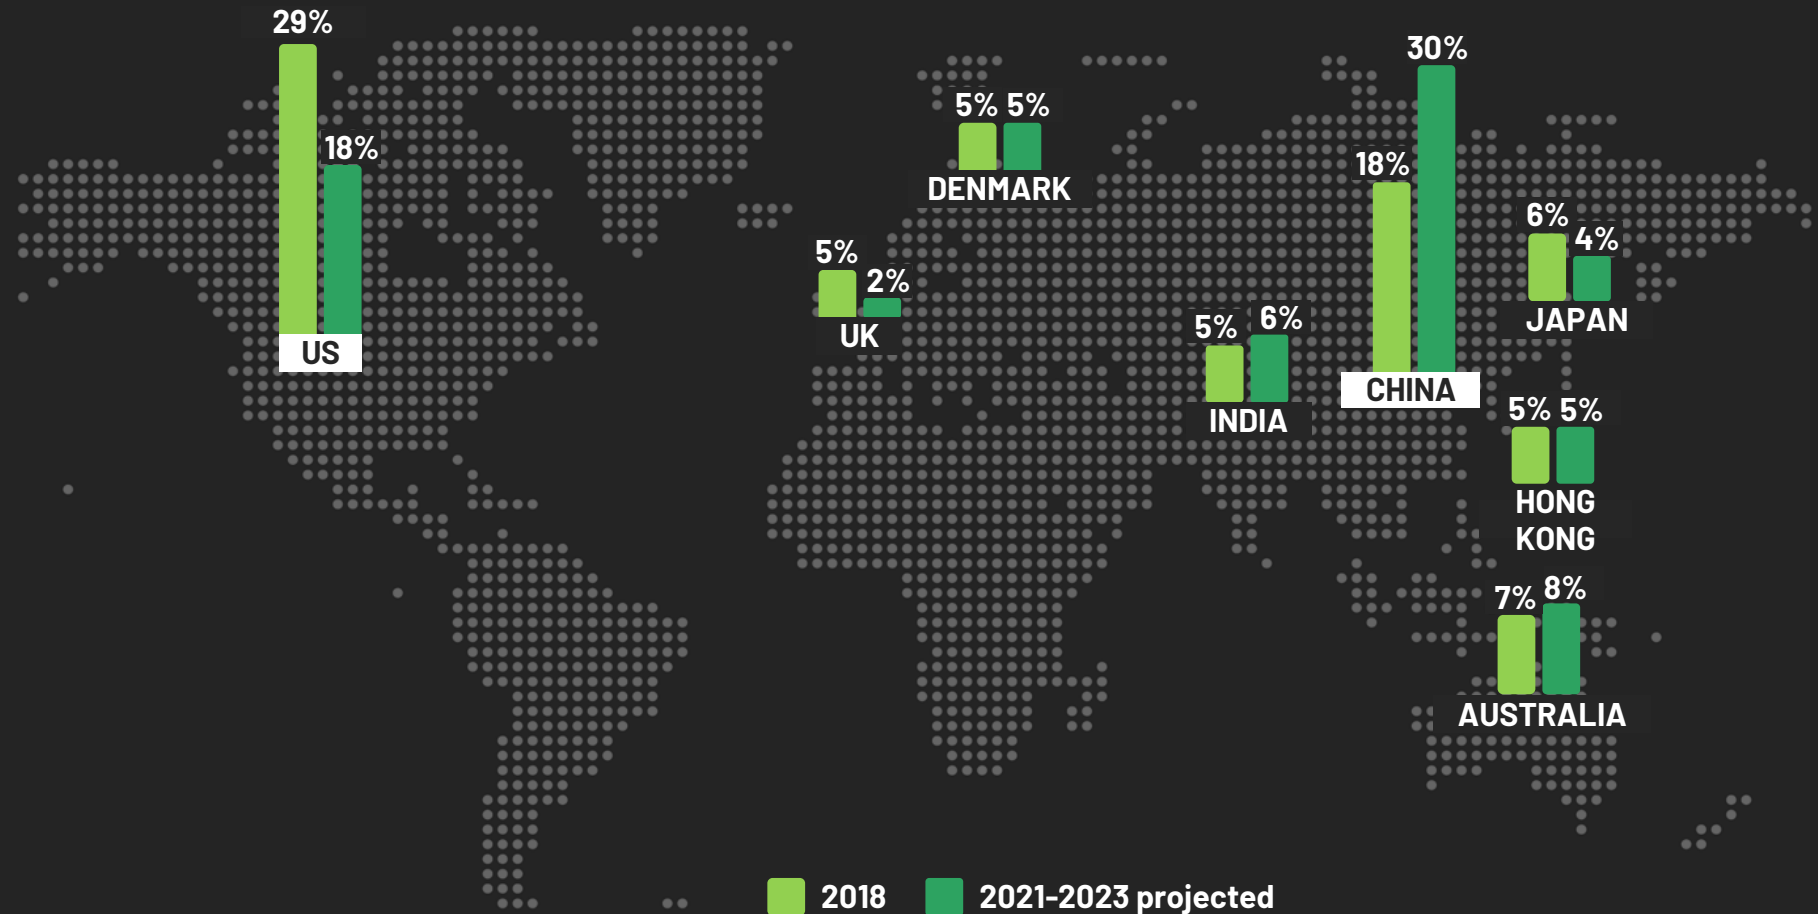 29%
18%
US
5% 5%
DENMARK
5%
2%
UK
5%
6%
INDIA
30%
18%
CHINA
6%
4%
JAPAN
5% 5%
HONG
KONG
7%
8%
AUSTRALIA
2018
2021-2023 projected